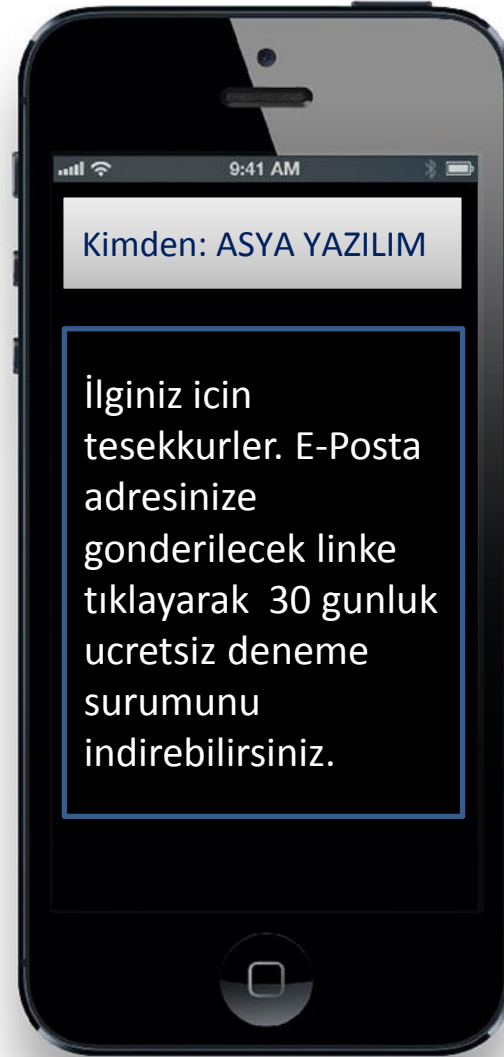 9:41 AM
Kimden: ASYA YAZILIM
İlginiz icin
tesekkurler. E-Posta
adresinize
gonderilecek linke
tıklayarak  30 gunluk
ucretsiz deneme
surumunu
indirebilirsiniz.